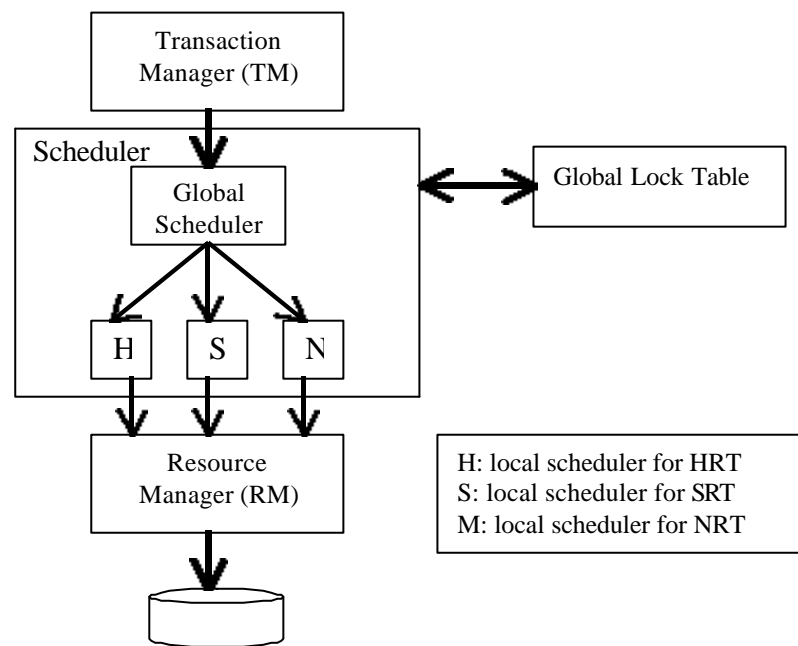 Transaction
Manager (TM)
Scheduler
Global
Scheduler
Global Lock Table
H
S
N
Resource
Manager (RM)
H: local scheduler for HRT
S: local scheduler for SRT
M: local scheduler for NRT